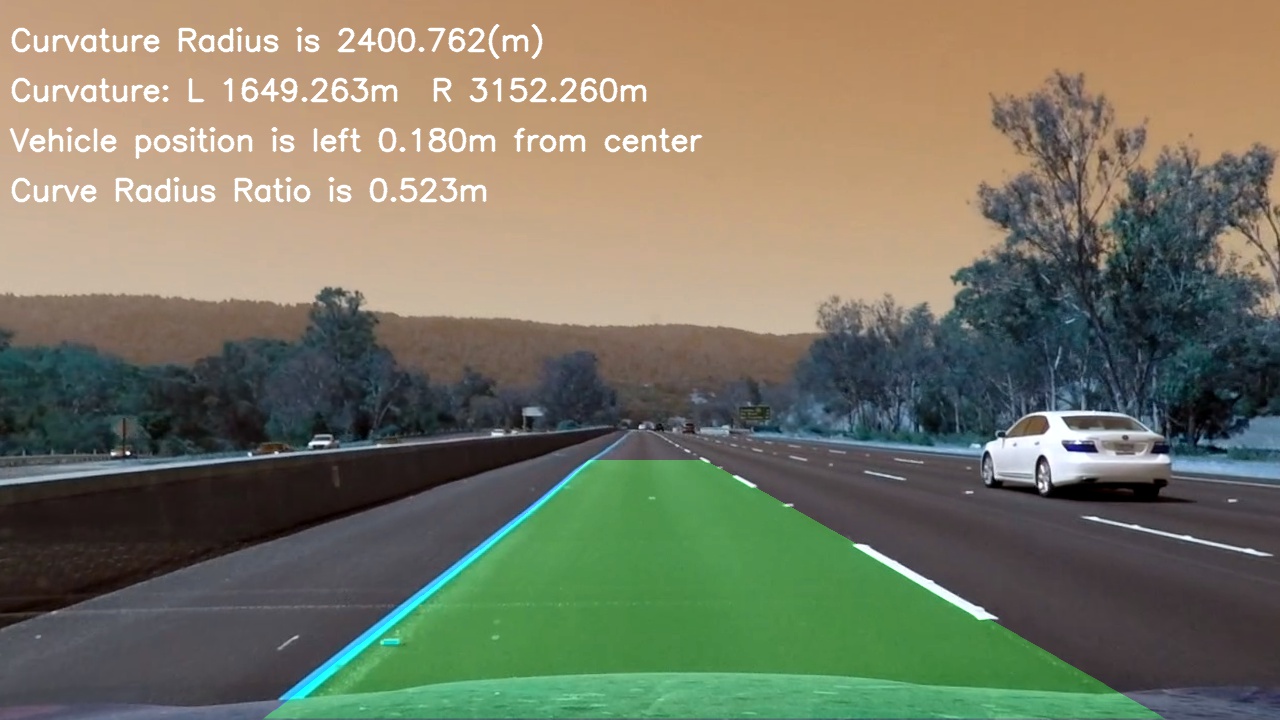 Curvature Radius is 2400.762(m)
Curvature: L 1649.263m R 3152.260m
Vehicle position is left 0.180m from center
Curve Radius Ratio is 0.523m